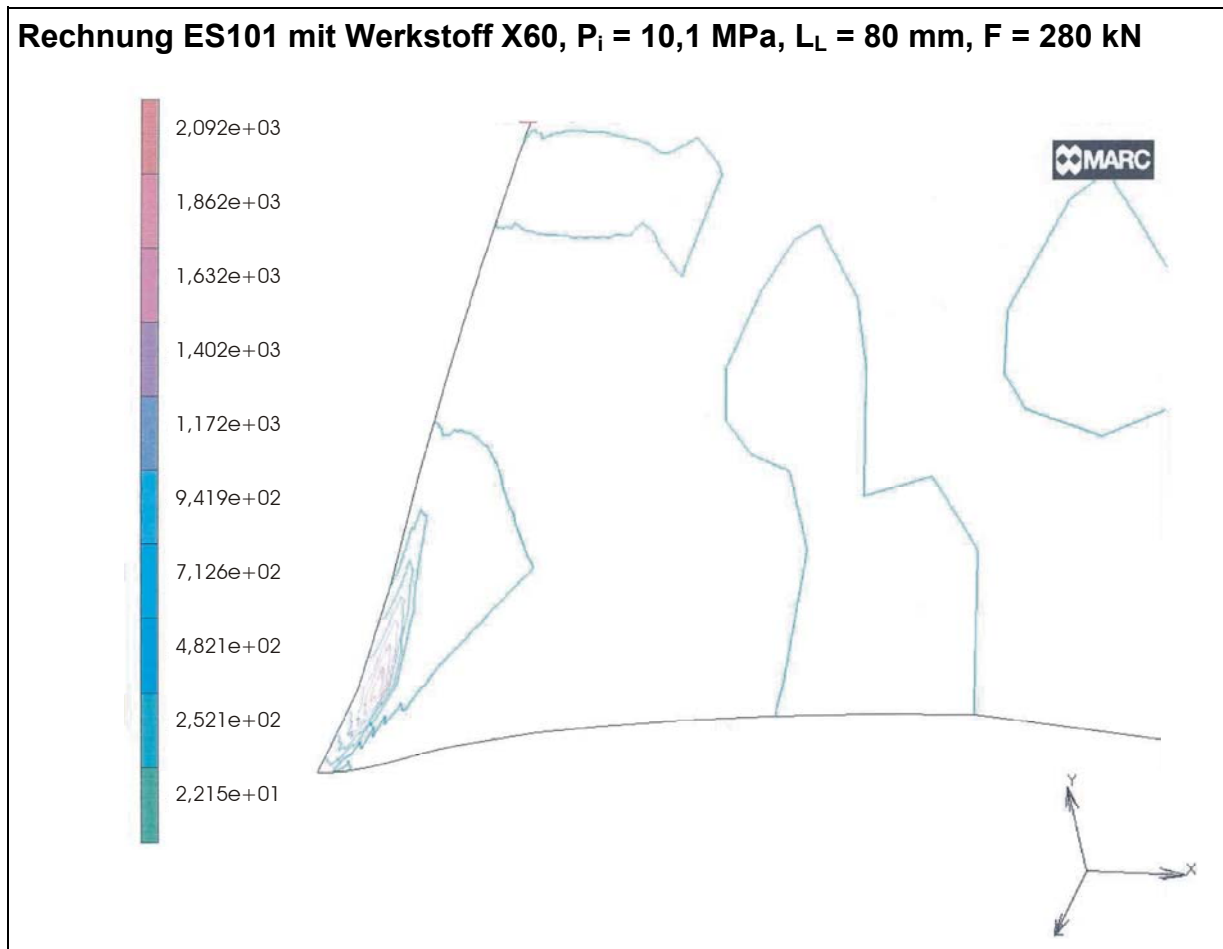 Rechnung ES101 mit Werkstoff X60, Pi = 10,1 MPa, LL = 80 mm, F = 280 kN
MARC
2,092e+03
1,862e+03
1,632e+03
1,402e+03
1,172e+03
9,419e+02
7,126e+02
4,821e+02
2,521e+02
2,215e+01
Y
X
Z